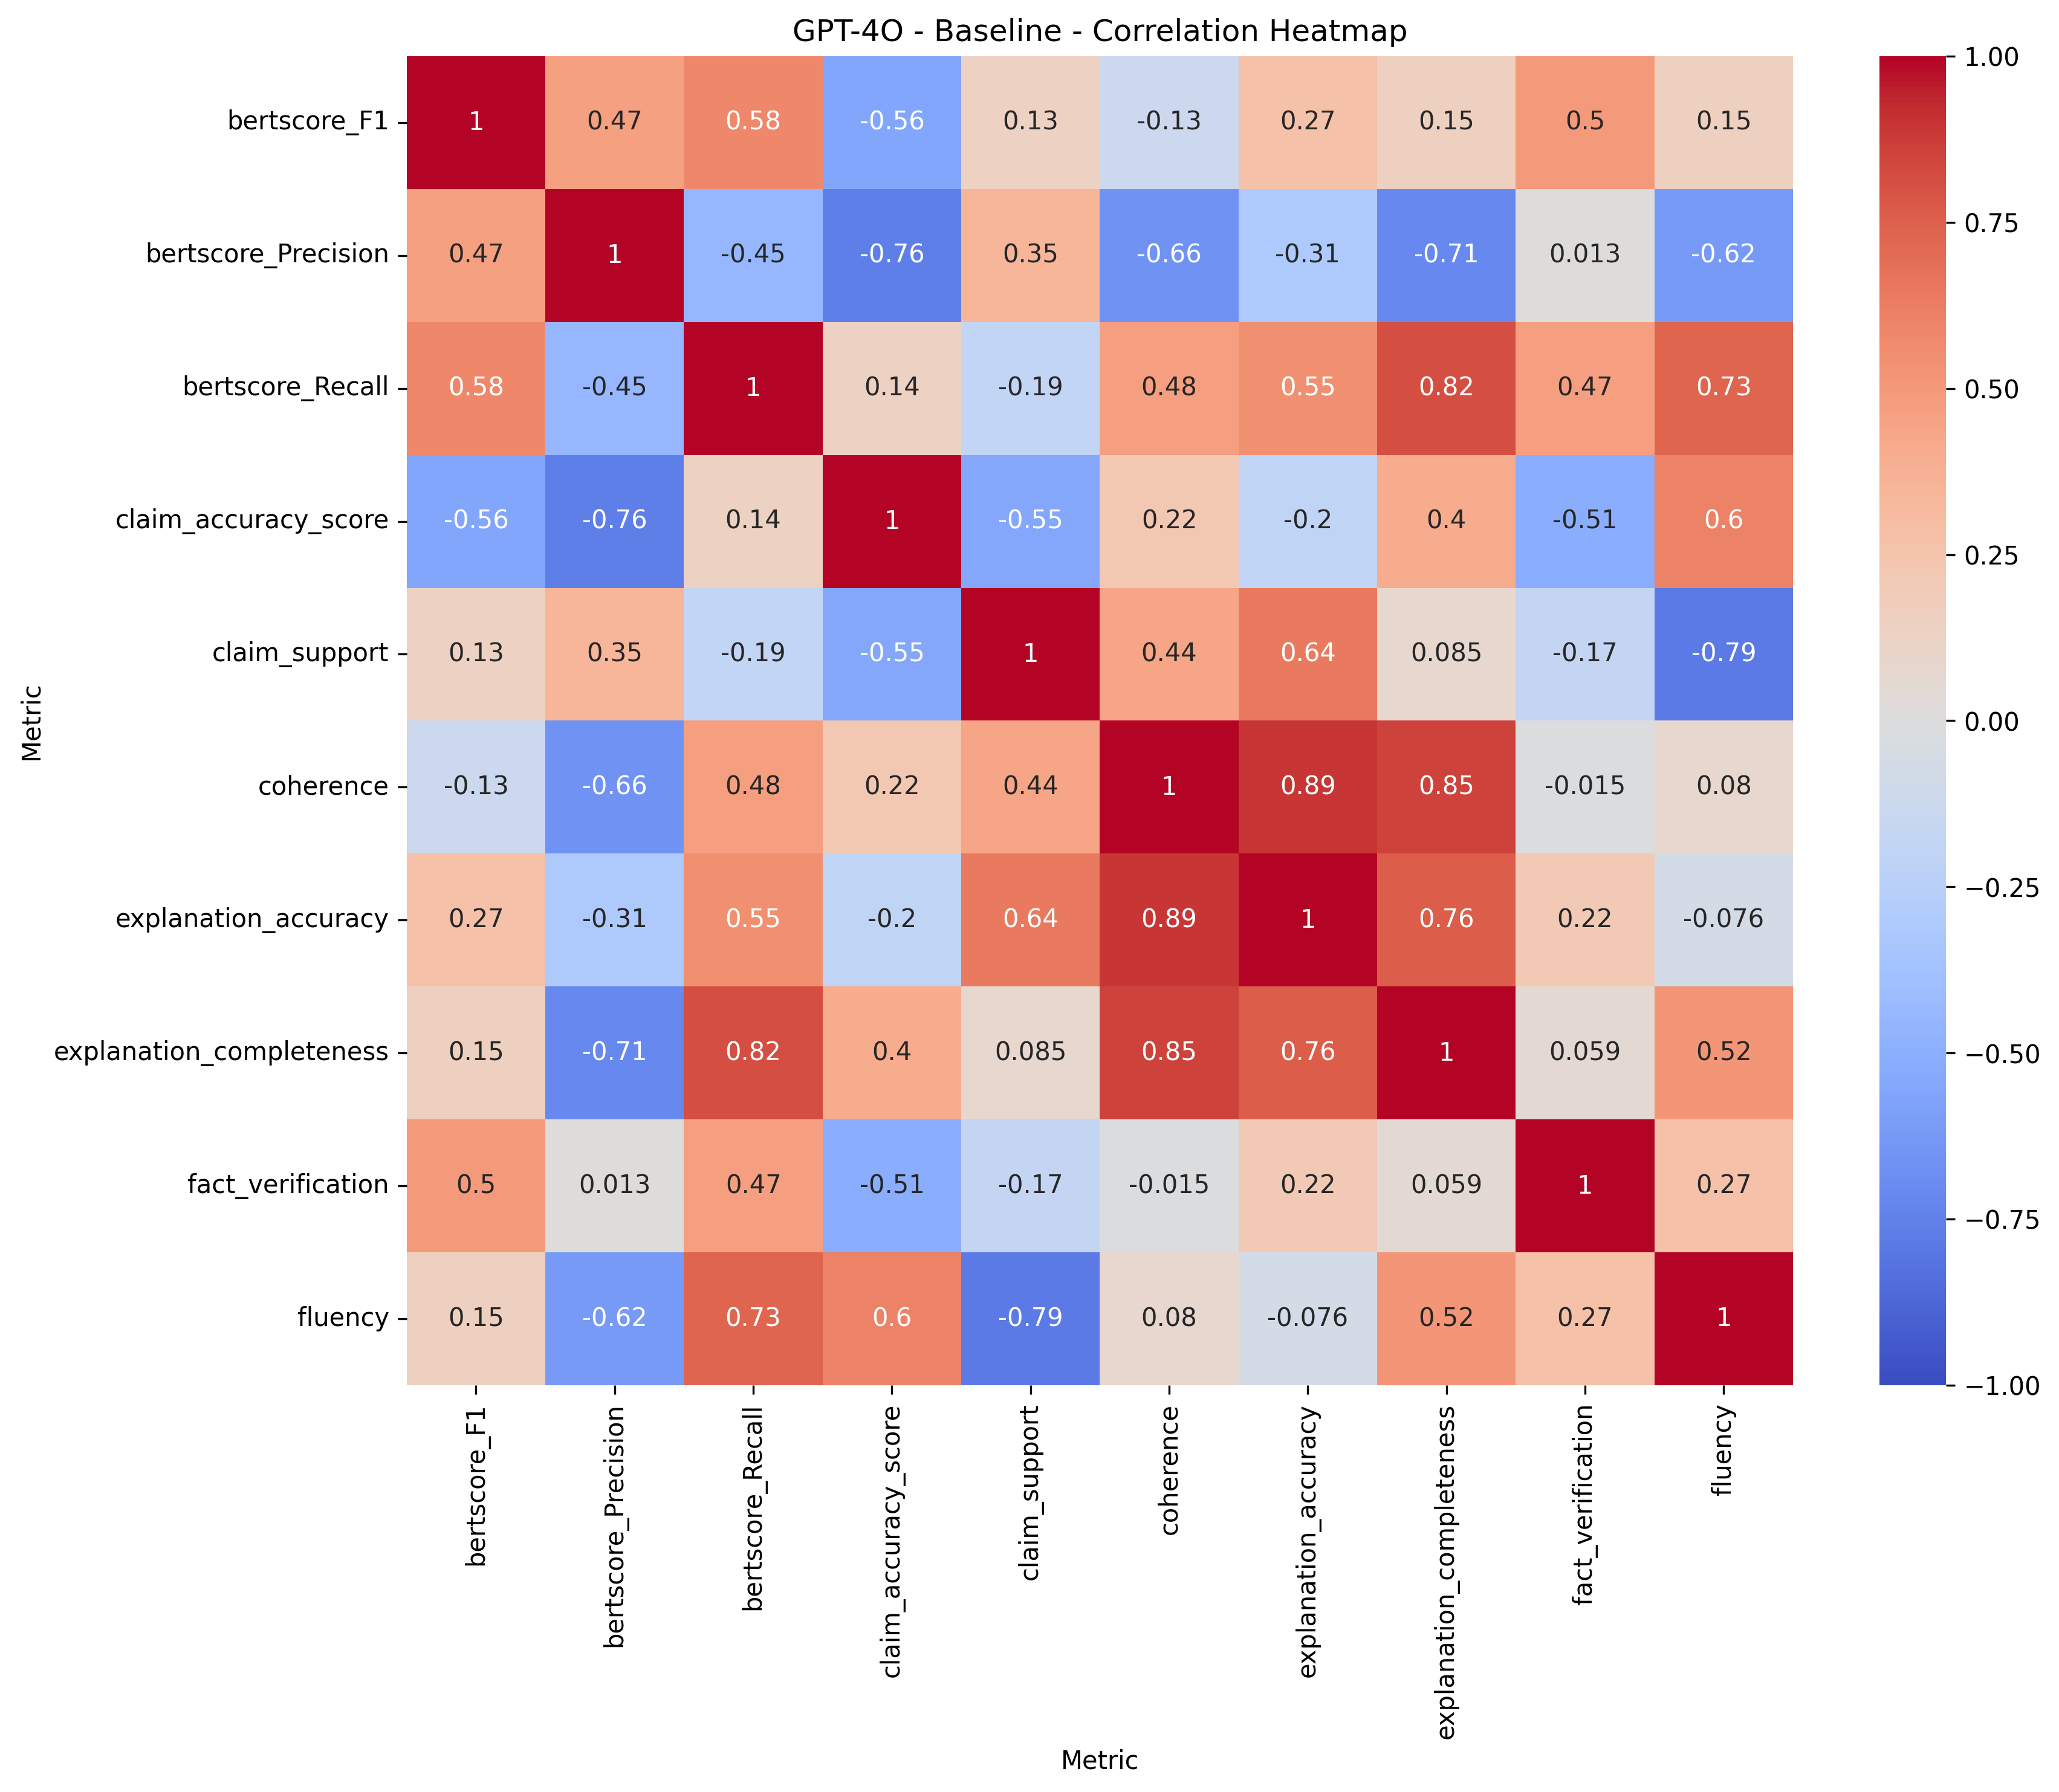 GPT-4O - Baseline - Correlation Heatmap
Metric
bertscore_F1 1 0.47 0.58 -0.56 0.13 -0.13 0.27 0.15 0.5 0.15
bertscore_Precision 0.47 1 -0.45 -0.76 0.35 -0.66 -0.31 -0.71 0.013 -0.62
bertscore_Recall 0.58 -0.45 1 0.14 -0.19 0.48 0.55 0.82 0.47 0.73
claim_accuracy_score -0.56 -0.76 0.14 1 -0.55 0.22 -0.2 0.4 -0.51 0.6
claim_support 0.13 0.35 -0.19 -0.55 1 0.44 0.64 0.085 -0.17 -0.79
coherence -0.13 -0.66 0.48 0.22 0.44 1 0.89 0.85 -0.015 0.08
explanation_accuracy 0.27 -0.31 0.55 -0.2 0.64 0.89 1 0.76 0.22 -0.076
explanation_completeness 0.15 -0.71 0.82 0.4 0.085 0.85 0.76 1 0.059 0.52
fact_verification 0.5 0.013 0.47 -0.51 -0.17 -0.015 0.22 0.059 1 0.27
fluency 0.15 -0.62 0.73 0.6 -0.79 0.08 -0.076 0.52 0.27 1
bertscore_F1
bertscore_Precision
bertscore_Recall
claim_accuracy_score
claim_support
coherence
explanation_accuracy
explanation_completeness
fact_verification
fluency
Metric
1.00
0.75
0.50
0.25
0.00
−0.25
−0.50
−0.75
−1.00